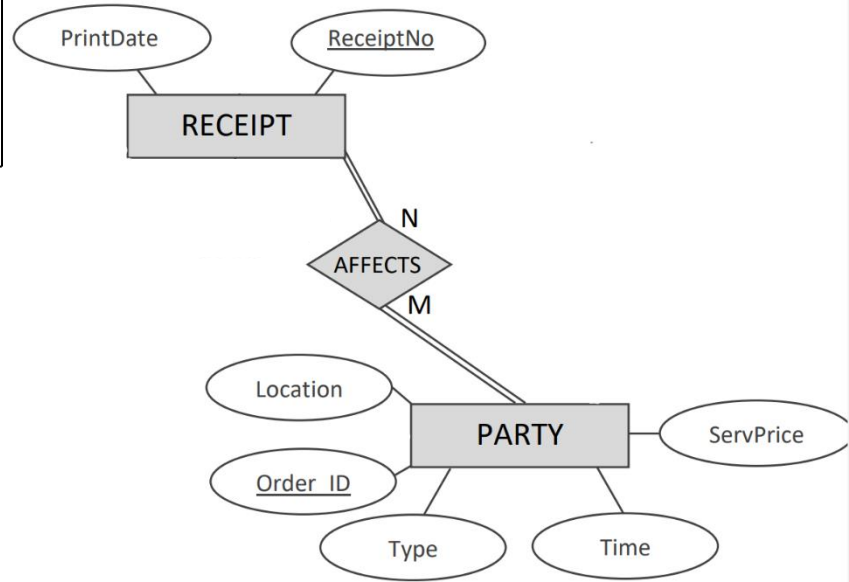 PrintDate
ReceiptNo
RECEIPT
N
AFFECTS
M
Location
PARTY
ServPrice
Order_ID
Type
Time